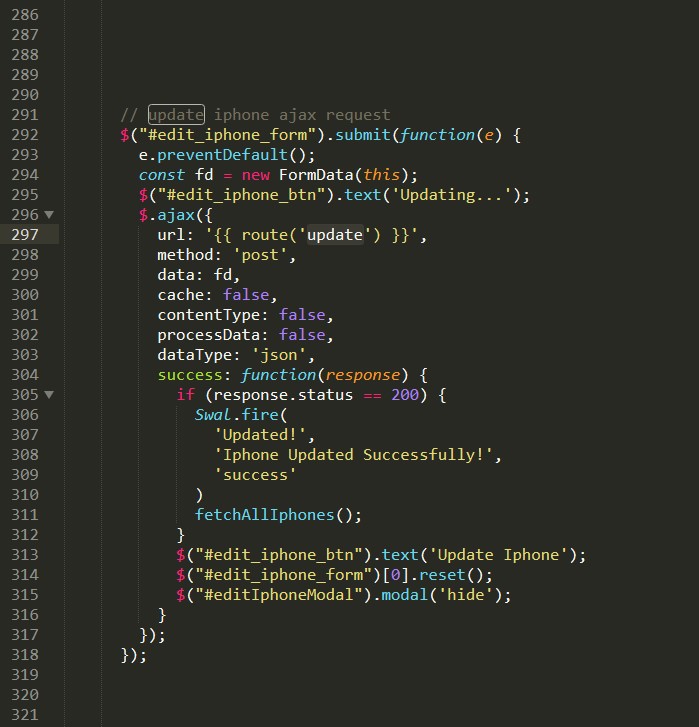 286
287
288
289
290
291 // update iphone ajax request
292 $("#edit_iphone_form").submit(function(e) {
293 e.preventDefault();
294 const fd = new FormData(this);
295 $("#edit_iphone_btn").text('Updating...');
296 $.ajax({
297 url: '{{ route('update') }}',
298 method: 'post',
299 data: fd,
300 cache: false,
301 contentType: false,
302 processData: false,
303 dataType: 'json',
304 success: function(response) {
305 if (response.status == 200) {
306 Swal.fire(
307 'Updated!',
308 'Iphone Updated Successfully!',
309 'success'
310 )
311 fetchAllIphones();
312 }
313 $("#edit_iphone_btn").text('Update Iphone');
314 $("#edit_iphone_form")[0].reset();
315 $("#editIphoneModal").modal('hide');
316 }
317 });
318 });
319
320
321